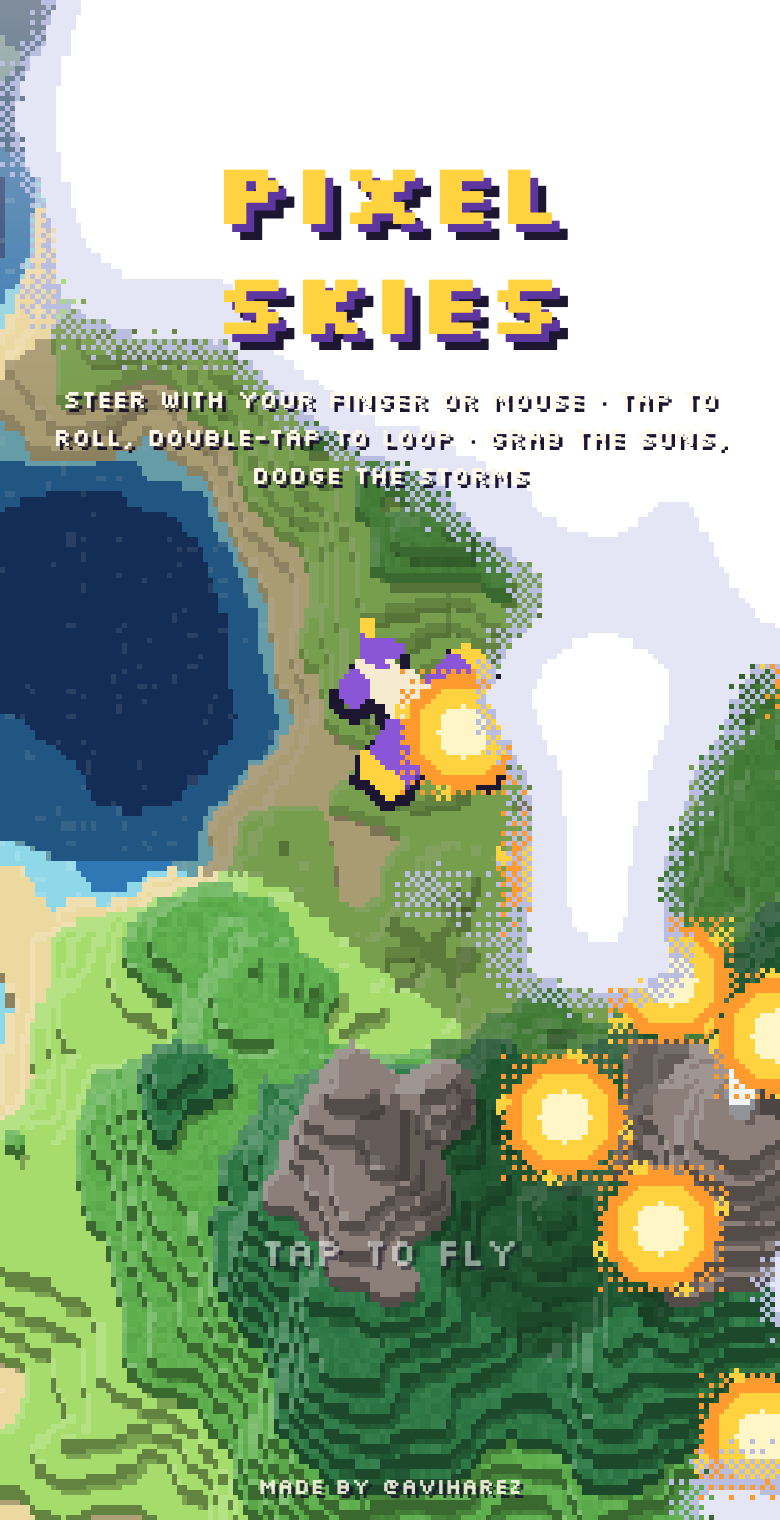 PIXEL
SKIES
STEER WITH YOUR FINGER OR MOUSE · TAP TO
ROLL, DOUBLE-TAP TO LOOP · GRAB THE SUNS,
DODGE THE STORMS
TAP TO FLY
MADE BY @AVIHAREZ